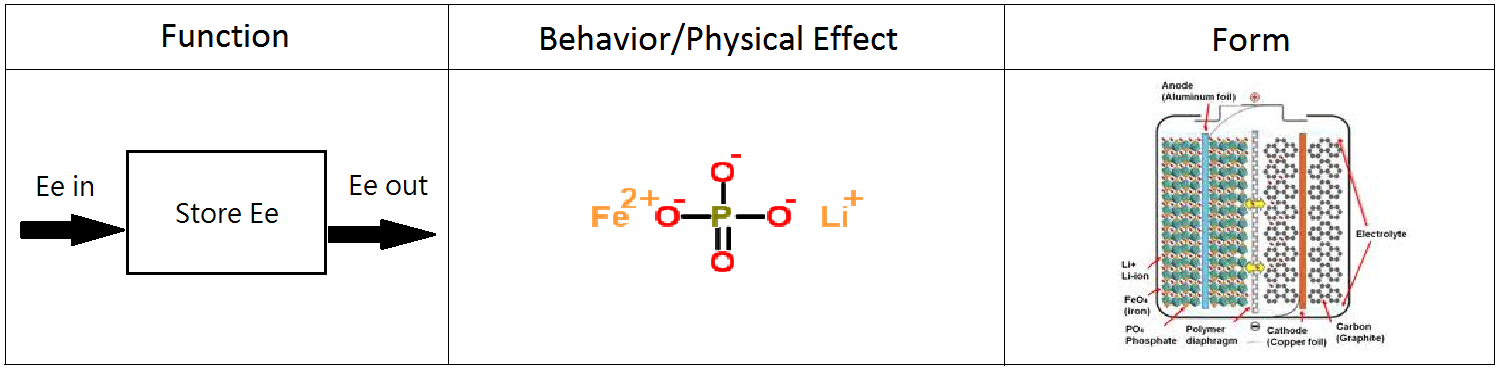 Function
Behavior/Physical Effect
Form
Ee in
Store Ee
Ee out
Fe2+
O-
O-
P
O-
O
Li+
Anode
(Aluminum foil)
Electrolyte
Li+
Li-ion
FeO₆
(iron)
PO₄
Phosphate
Polymer
diaphragm
Cathode
(Copper foil)
Carbon
(Graphite)